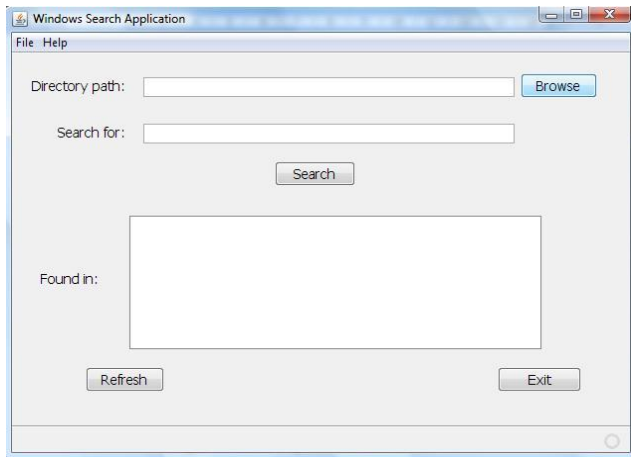 Windows Search Application
File Help
Directory path: Browse
Search for:
Search
Found in:
Refresh Exit